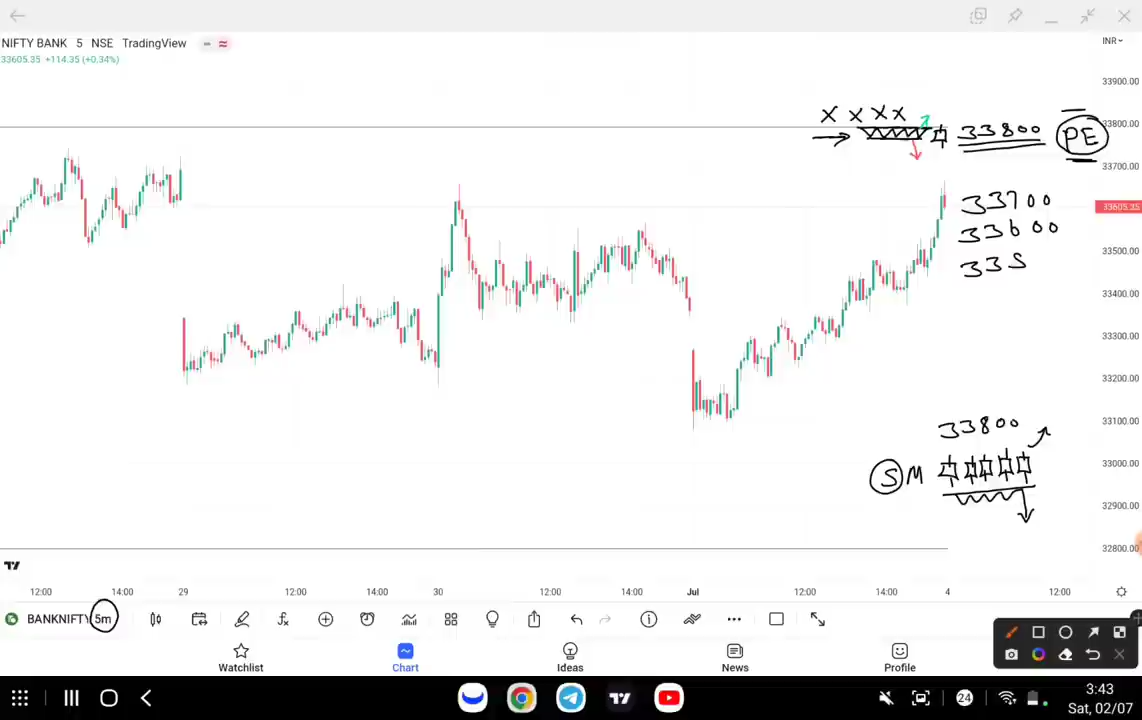 NIFTY BANK 5 NSE TradingView
INR
33605.35 +114.35 (+0.34%)
33900.00
33800.00
33700.00
33605.35
33500.00
33400.00
33300.00
33200.00
33100.00
33000.00
32900.00
32800.00
X X X X
33800 PE
33700
33600
33S
33800
S M
12:00 14:00 29 12:00 14:00 30 12:00 14:00 Jul 12:00 14:00 4 12:00
BANKNIFTY 5m
Watchlist Chart Ideas News Profile
24 3:43
Sat, 02/07